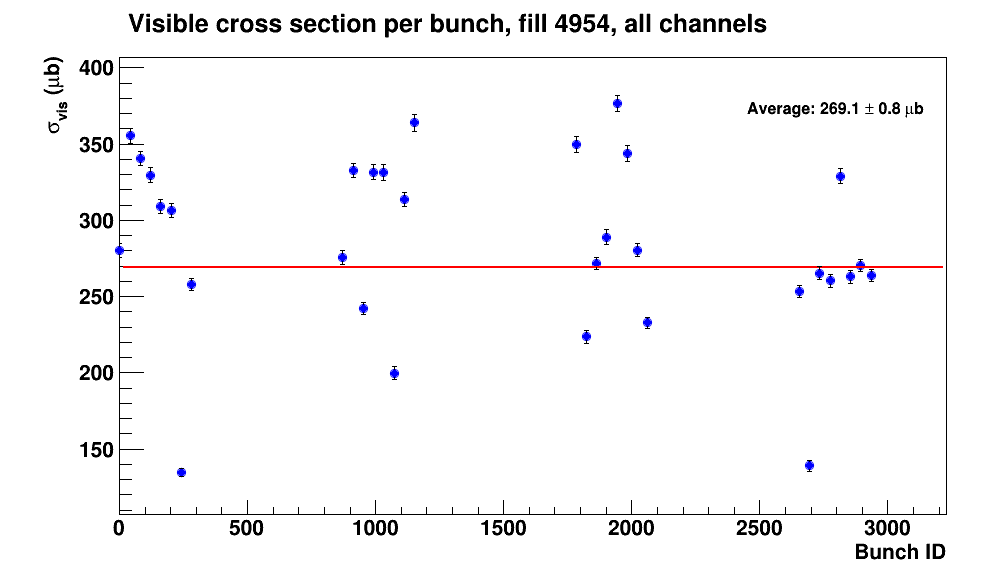 Visible cross section per bunch, fill 4954, all channels
σvis (μb)
400
350
300
250
200
150
Average: 269.1 ± 0.8 μb
0 500 1000 1500 2000 2500 3000
Bunch ID